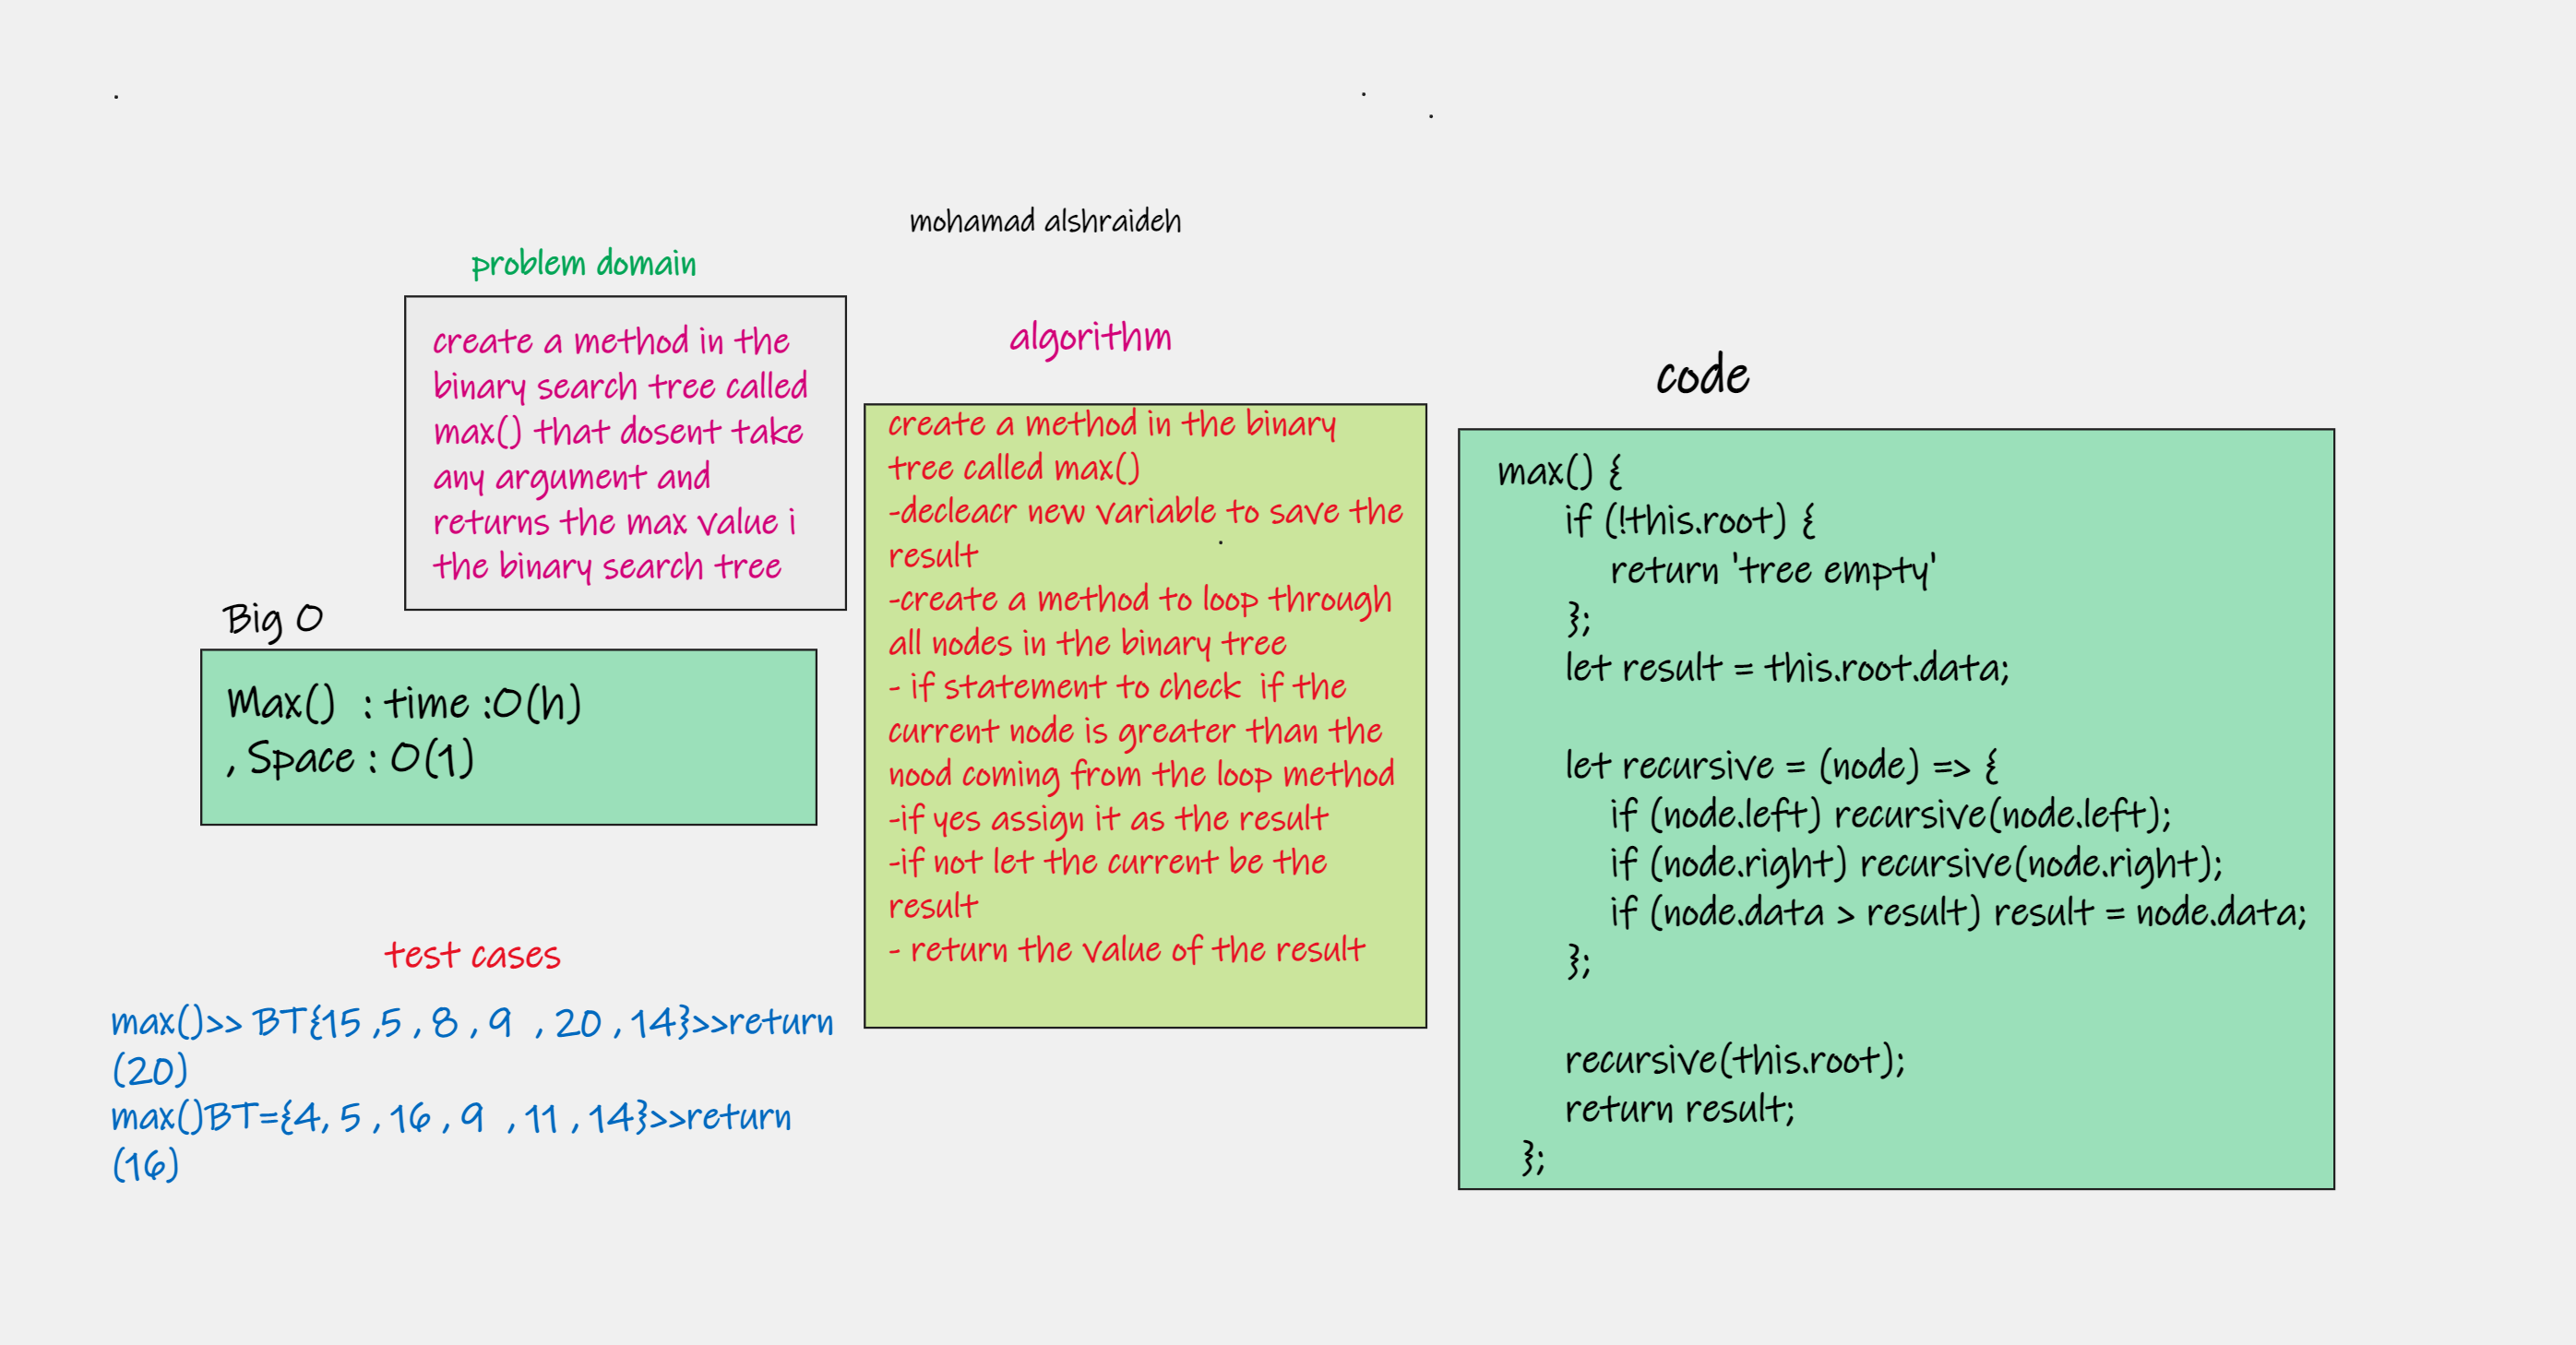 mohamad alshraideh
problem domain
create a method in the
binary search tree called
max() that dosent take
any argument and
returns the max value i
the binary search tree
Big O
Max()  : time :O(h)
, Space : O(1)
test cases
max()>> BT{15 ,5 , 8 , 9  , 20 , 14}>>return
(20)
max()BT={4, 5 , 16 , 9  , 11 , 14}>>return
(16)
algorithm
create a method in the binary
tree called max()
-decleacr new variable to save the
result
-create a method to loop through
all nodes in the binary tree
- if statement to check  if the
current node is greater than the
nood coming from the loop method
-if yes assign it as the result
-if not let the current be the
result
- return the value of the result
code
max() {
if (!this.root) {
return 'tree empty'
};
let result = this.root.data;
let recursive = (node) => {
if (node.left) recursive(node.left);
if (node.right) recursive(node.right);
if (node.data > result) result = node.data;
};
recursive(this.root);
return result;
};